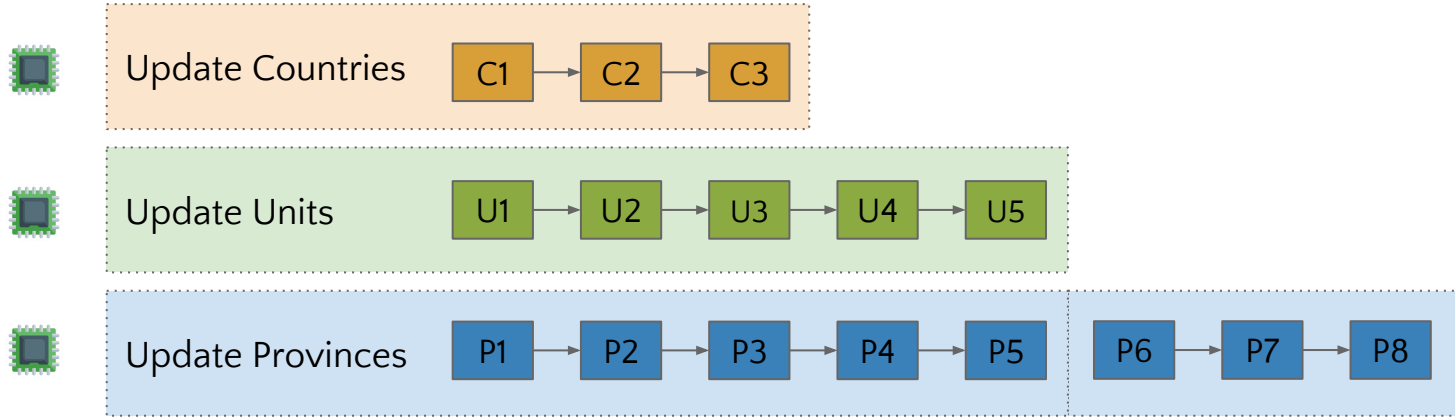 Update Countries C1 C2 C3
Update Units U1 U2 U3 U4 U5
Update Provinces P1 P2 P3 P4 P5 P6 P7 P8